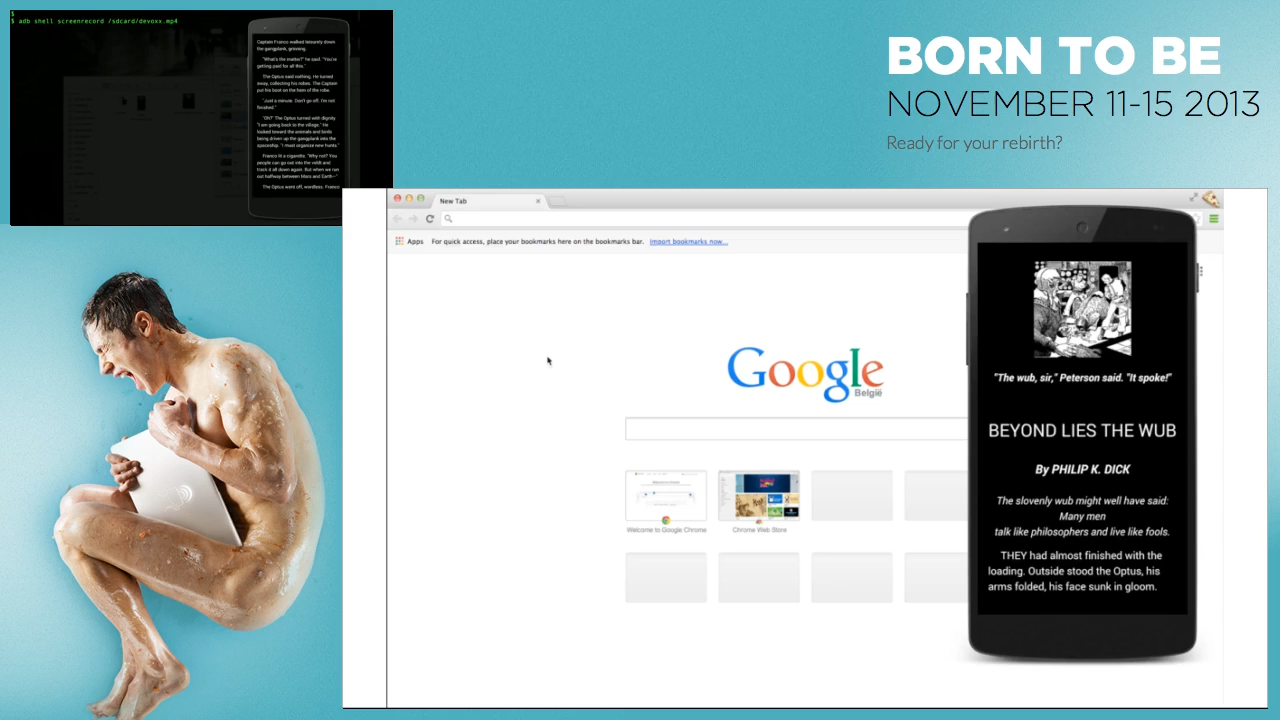 $
$ adb shell screenrecord /sdcard/devoxx.mp4
Captain Franco walked leisurely down
the gangplank, grinning.
"What's the matter?" he said. "You're
getting paid for all this."
The Optus said nothing. He turned
away, collecting his robes. The Captain
put his boot on the hem of the robe.
"Just a minute. Don't go off. I'm not
finished."
"Oh?" The Optus turned with dignity.
"I am going back to the village." He
looked toward the animals and birds
being driven up the gangplank into the
spaceship. "I must organize new hunts."
Franco lit a cigarette. "Why not? You
people can go out into the veldt and
track it all down again. But when we run
out halfway between Mars and Earth—"
The Optus went off, wordless. Franco
BORN TO BE
NOVEMBER 11-15 2013
Ready for your rebirth?
New Tab
Apps For quick access, place your bookmarks here on the bookmarks bar. Import bookmarks now...
Google
België
Welcome to Google Chrome
Chrome Web Store
"The wub, sir," Peterson said. "It spoke!"
BEYOND LIES THE WUB
By PHILIP K. DICK
The slovenly wub might well have said:
Many men
talk like philosophers and live like fools.
THEY had almost finished with the
loading. Outside stood the Optus, his
arms folded, his face sunk in gloom.